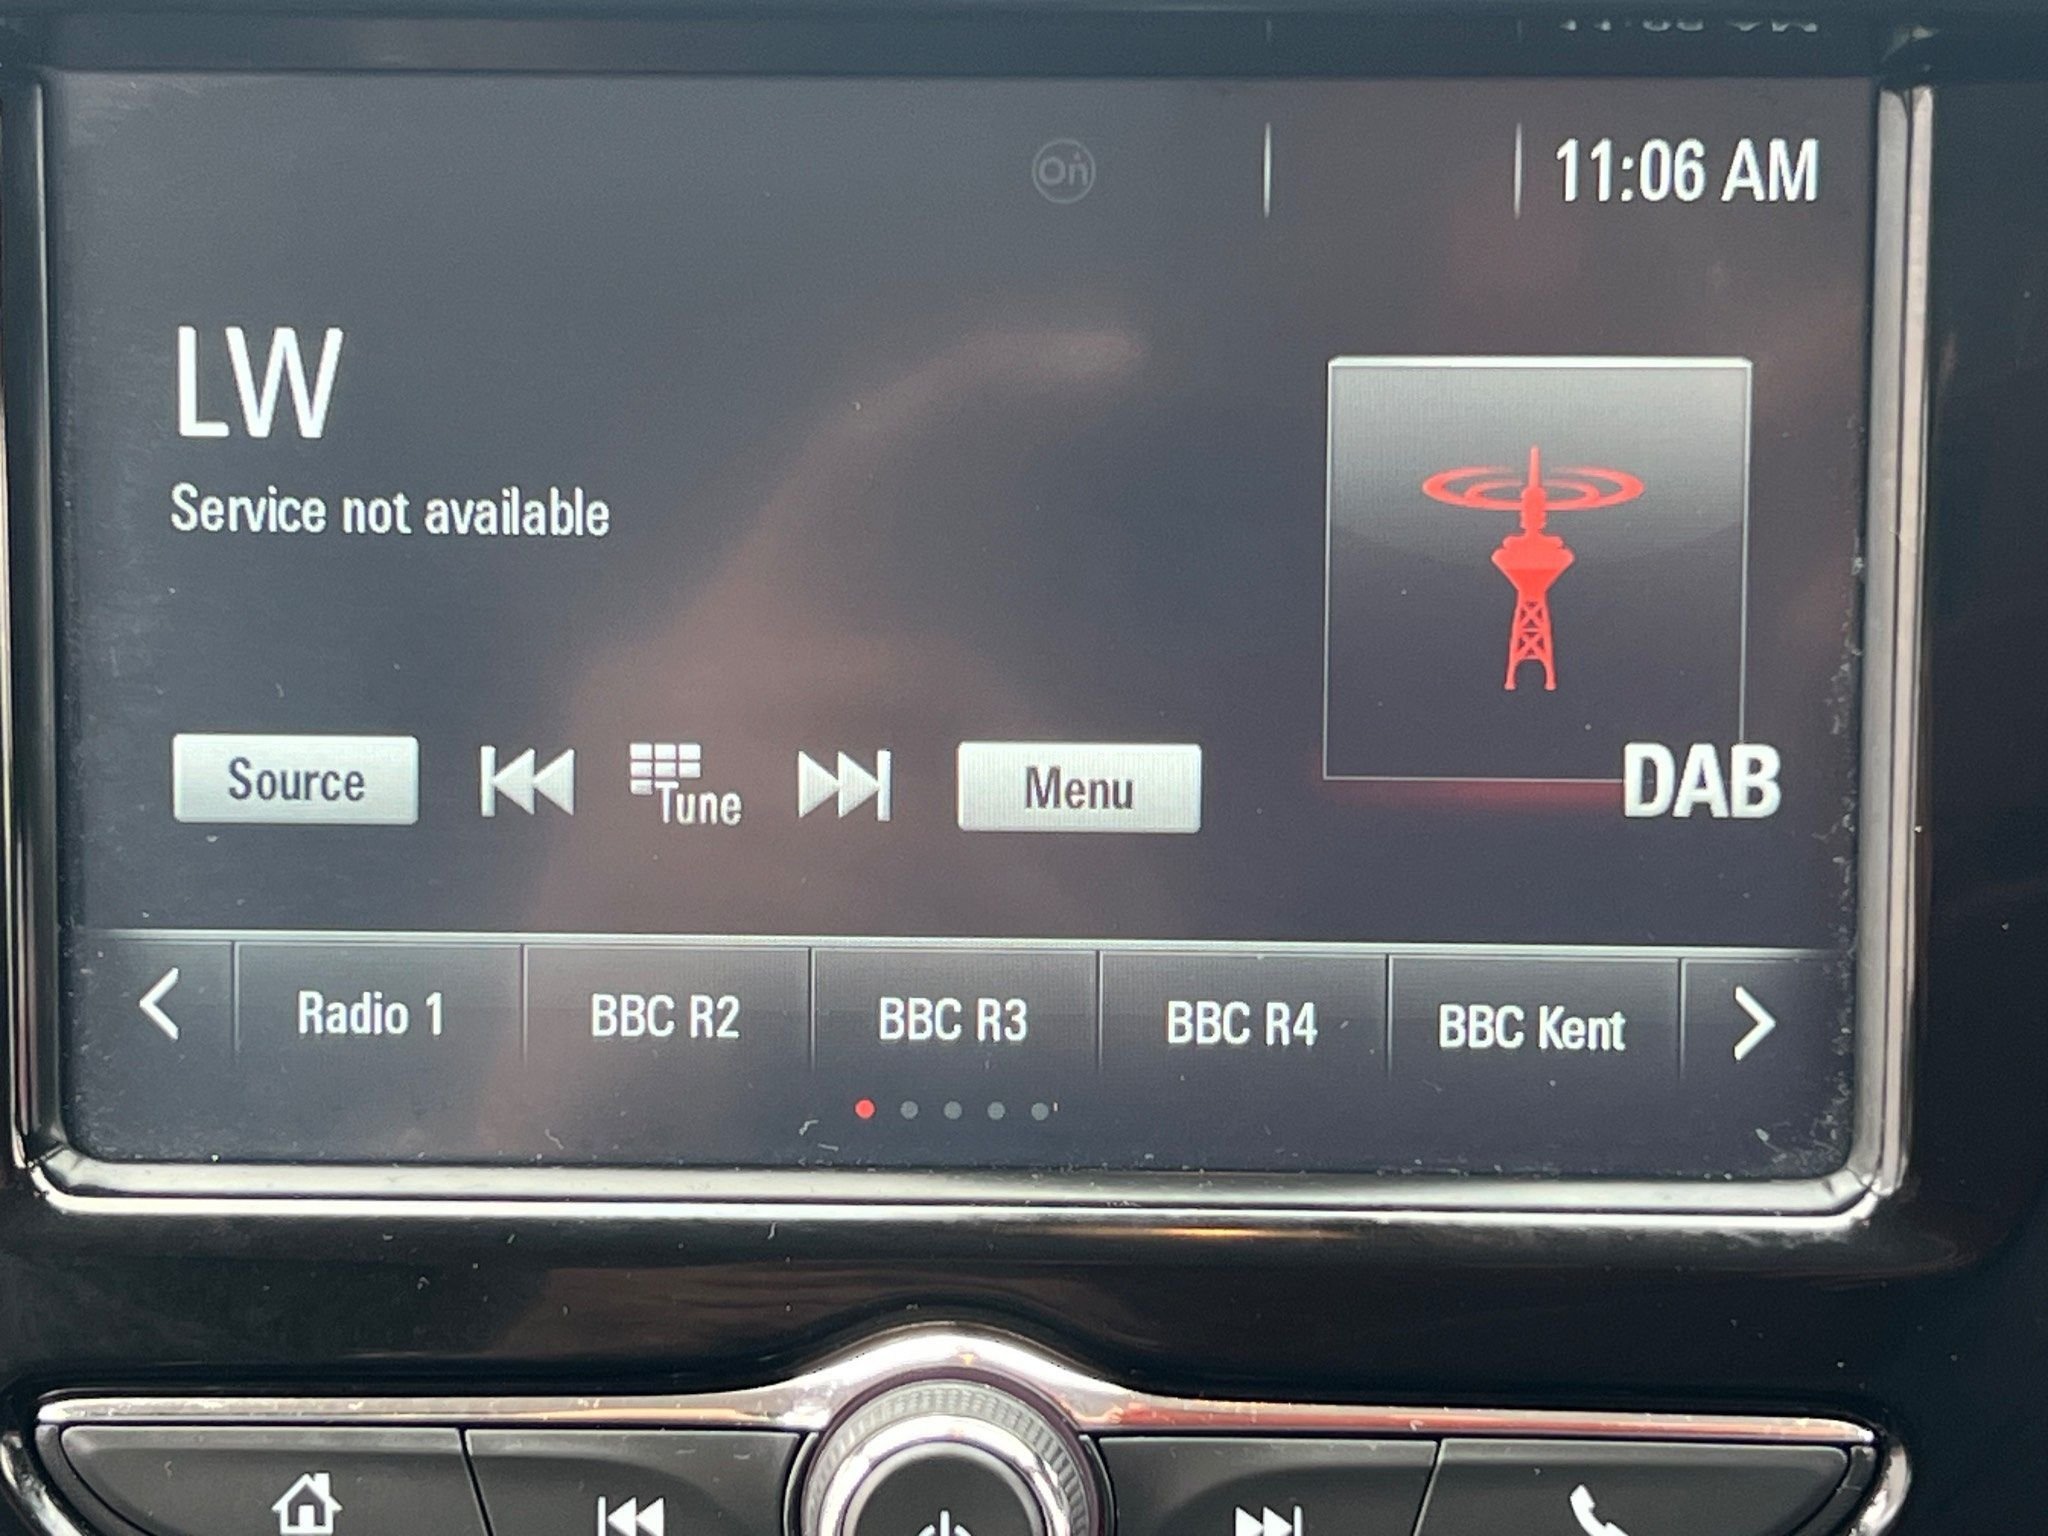 On
11:06 AM
LW
Service not available
DAB
Source
Tune
Menu
Radio 1
BBC R2
BBC R3
BBC R4
BBC Kent